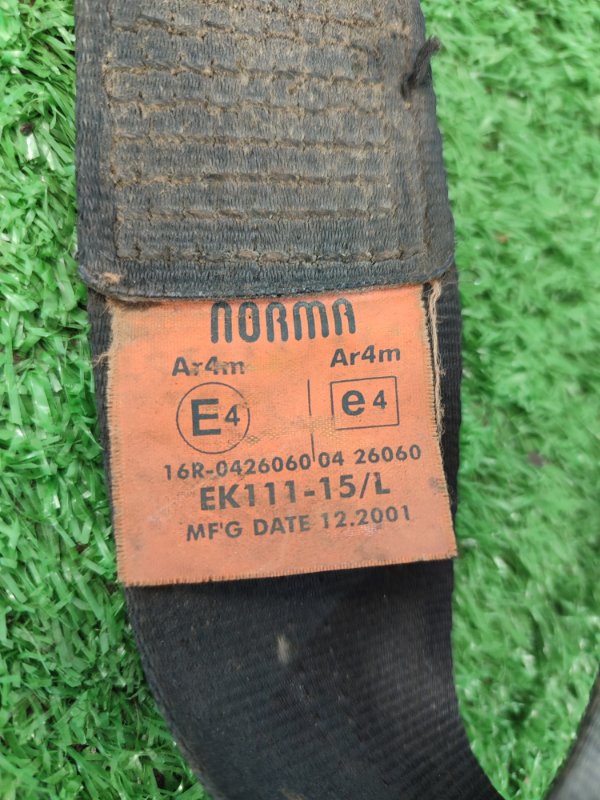 NORMA
Ar4m Ar4m
E4 e4
16R-0426060 04 26060
EK111-15/L
MF'G DATE 12.2001